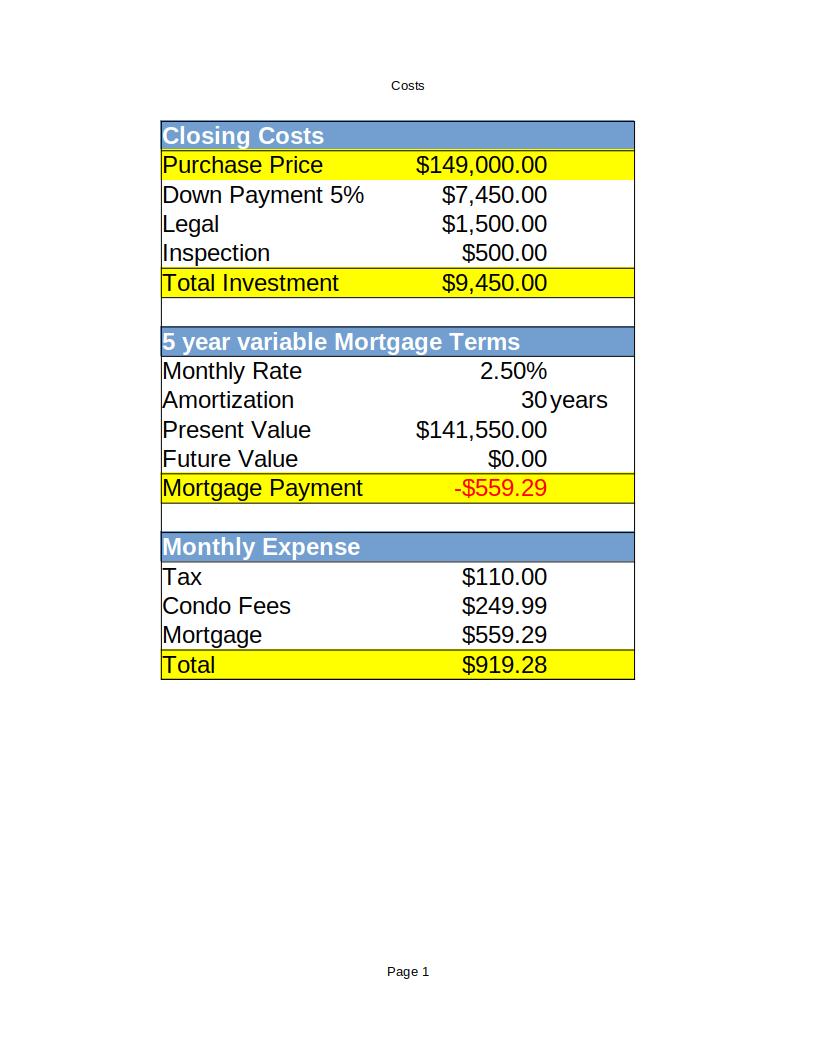 Costs
Closing Costs
Purchase Price $149,000.00
Down Payment 5% $7,450.00
Legal $1,500.00
Inspection $500.00
Total Investment $9,450.00
5 year variable Mortgage Terms
Monthly Rate 2.50%
Amortization 30 years
Present Value $141,550.00
Future Value $0.00
Mortgage Payment -$559.29
Monthly Expense
Tax $110.00
Condo Fees $249.99
Mortgage $559.29
Total $919.28
Page 1